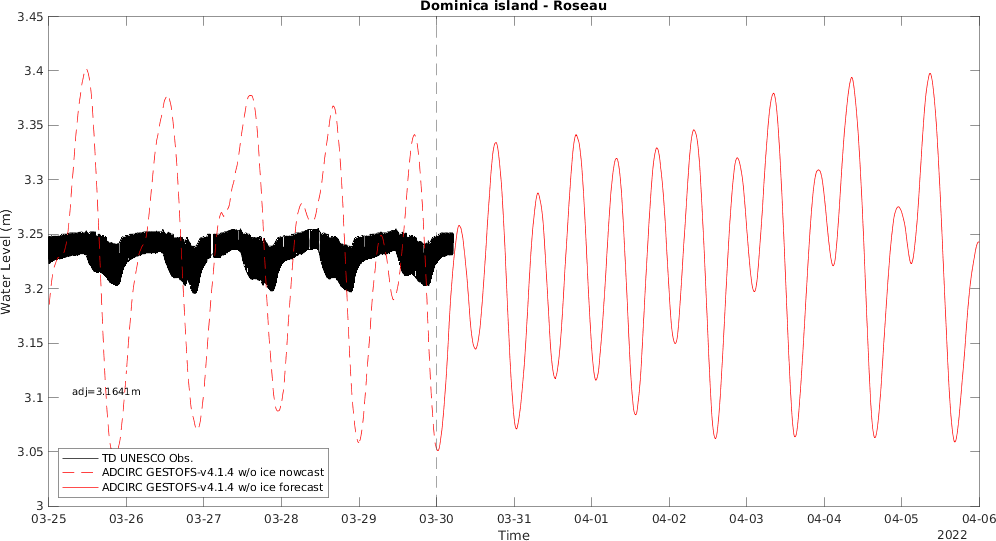 Dominica island - Roseau
3.45
3.4
3.35
3.3
3.25
3.2
3.15
3.1
3.05
3
Water Level (m)
adj=3.1641m
TD UNESCO Obs.
ADCIRC GESTOFS-v4.1.4 w/o ice nowcast
ADCIRC GESTOFS-v4.1.4 w/o ice forecast
03-25 03-26 03-27 03-28 03-29 03-30 03-31 04-01 04-02 04-03 04-04 04-05 04-06
Time
2022